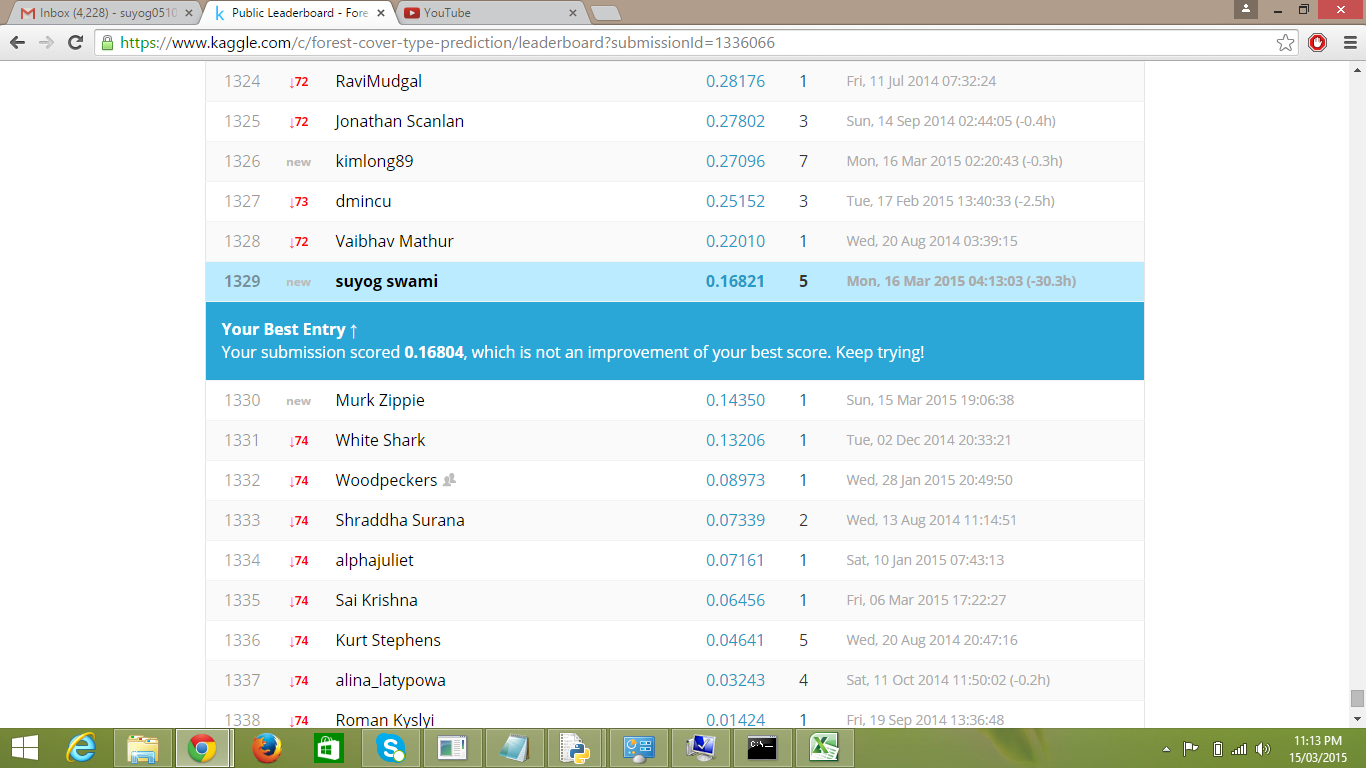 Inbox (4,228) - suyog0510
Public Leaderboard - Fore
YouTube
https://www.kaggle.com/c/forest-cover-type-prediction/leaderboard?submissionId=1336066
1324 ↓72 RaviMudgal 0.28176 1 Fri, 11 Jul 2014 07:32:24
1325 ↓72 Jonathan Scanlan 0.27802 3 Sun, 14 Sep 2014 02:44:05 (-0.4h)
1326 new kimlong89 0.27096 7 Mon, 16 Mar 2015 02:20:43 (-0.3h)
1327 ↓73 dmincu 0.25152 3 Tue, 17 Feb 2015 13:40:33 (-2.5h)
1328 ↓72 Vaibhav Mathur 0.22010 1 Wed, 20 Aug 2014 03:39:15
1329 new suyog swami 0.16821 5 Mon, 16 Mar 2015 04:13:03 (-30.3h)
Your Best Entry ↑
Your submission scored 0.16804, which is not an improvement of your best score. Keep trying!
1330 new Murk Zippie 0.14350 1 Sun, 15 Mar 2015 19:06:38
1331 ↓74 White Shark 0.13206 1 Tue, 02 Dec 2014 20:33:21
1332 ↓74 Woodpeckers 0.08973 1 Wed, 28 Jan 2015 20:49:50
1333 ↓74 Shraddha Surana 0.07339 2 Wed, 13 Aug 2014 11:14:51
1334 ↓74 alphajuliet 0.07161 1 Sat, 10 Jan 2015 07:43:13
1335 ↓74 Sai Krishna 0.06456 1 Fri, 06 Mar 2015 17:22:27
1336 ↓74 Kurt Stephens 0.04641 5 Wed, 20 Aug 2014 20:47:16
1337 ↓74 alina_latypowa 0.03243 4 Sat, 11 Oct 2014 11:50:02 (-0.2h)
1338 ↓74 Roman Kyslyi 0.01424 1 Fri, 19 Sep 2014 13:36:48
11:13 PM
15/03/2015